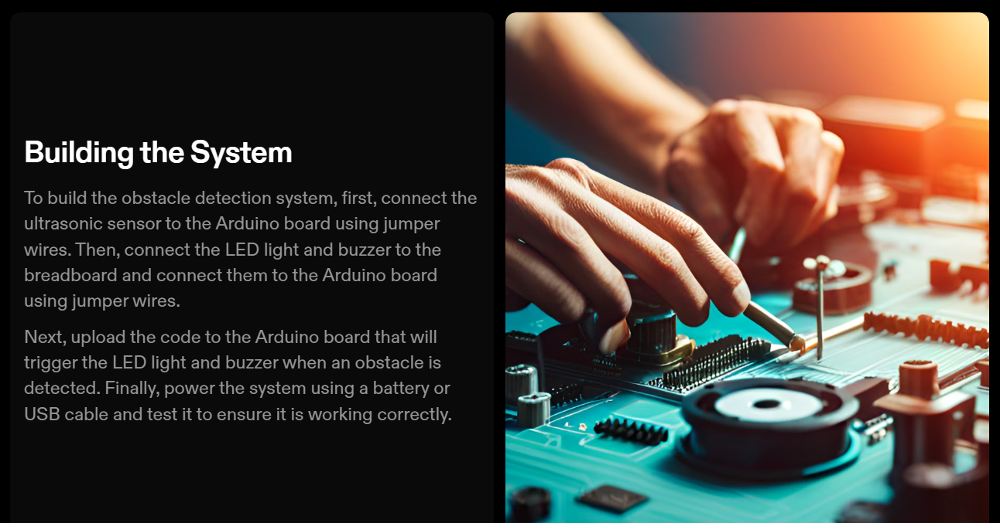 Building the System
To build the obstacle detection system, first, connect the
ultrasonic sensor to the Arduino board using jumper
wires. Then, connect the LED light and buzzer to the
breadboard and connect them to the Arduino board
using jumper wires.
Next, upload the code to the Arduino board that will
trigger the LED light and buzzer when an obstacle is
detected. Finally, power the system using a battery or
USB cable and test it to ensure it is working correctly.